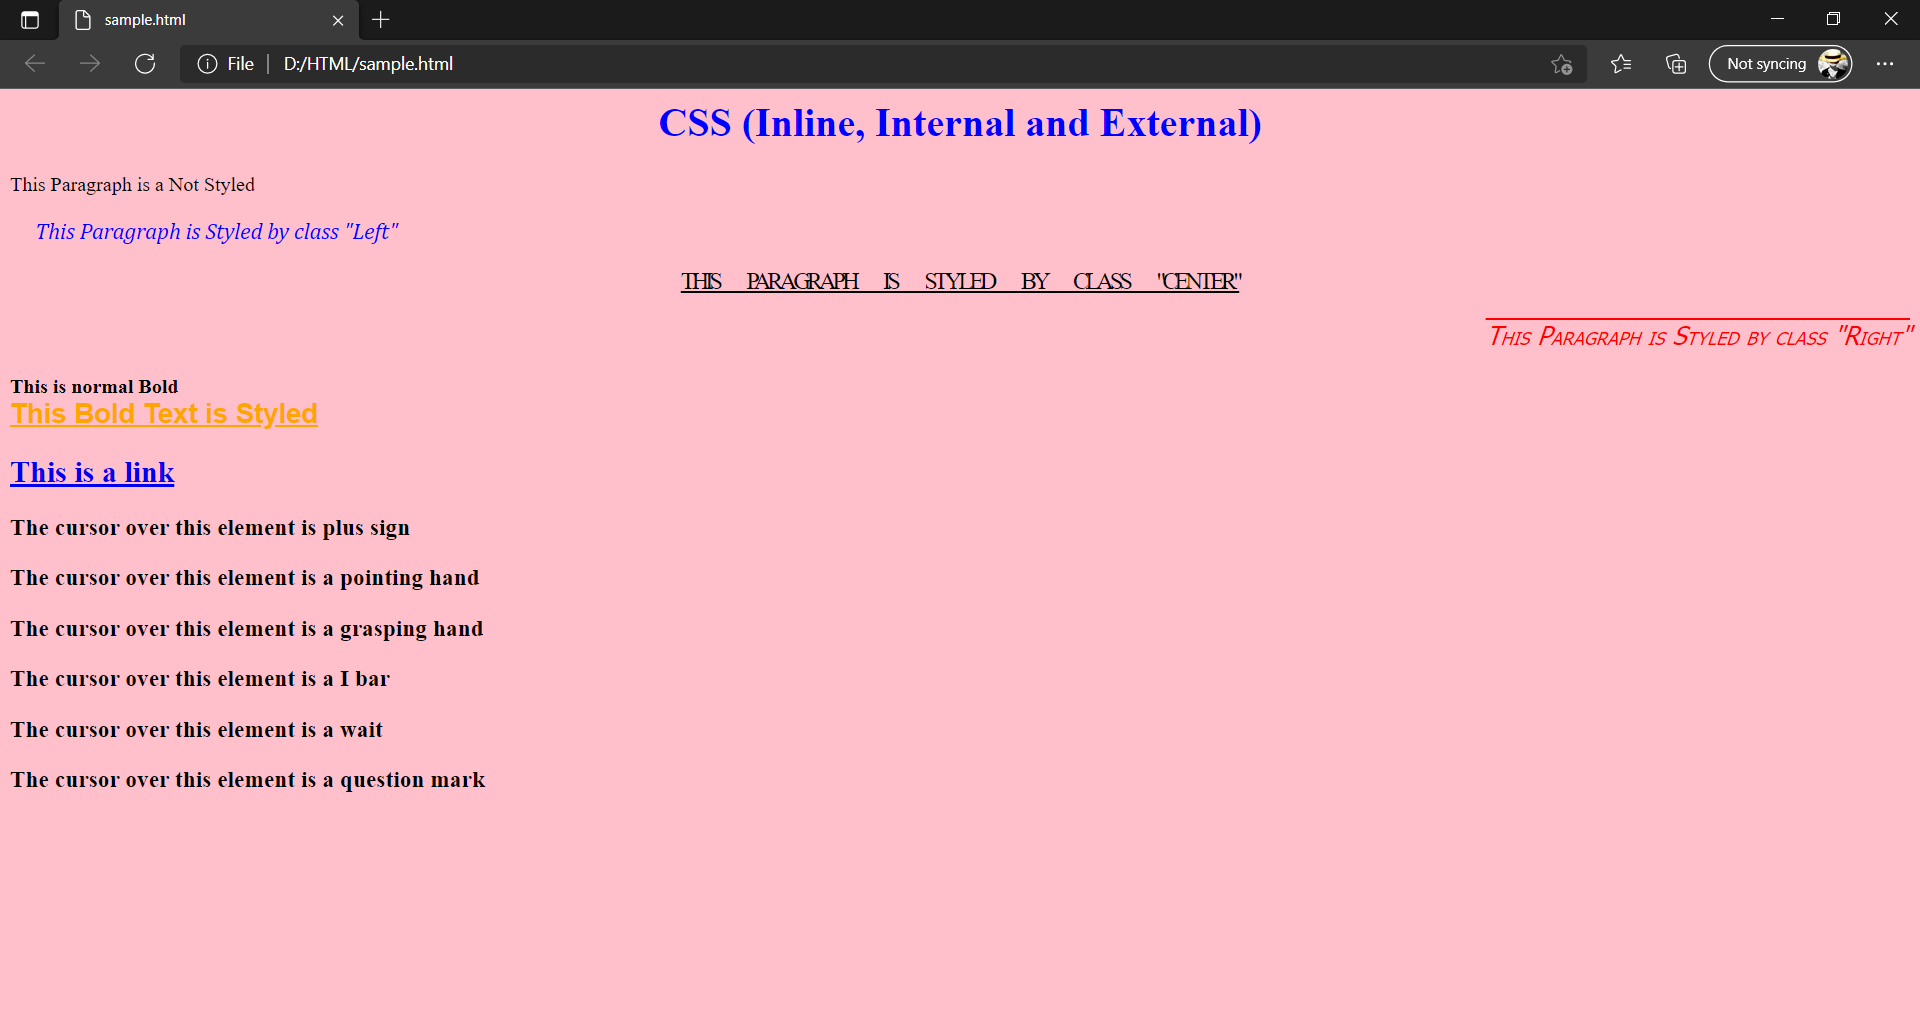 sample.html
File
D:/HTML/sample.html
Not syncing
CSS (Inline, Internal and External)
This Paragraph is a Not Styled
This Paragraph is Styled by class "Left"
THIS PARAGRAPH IS STYLED BY CLASS "CENTER"
This Paragraph is Styled by class "Right"
This is normal Bold
This Bold Text is Styled
This is a link
The cursor over this element is plus sign
The cursor over this element is a pointing hand
The cursor over this element is a grasping hand
The cursor over this element is a I bar
The cursor over this element is a wait
The cursor over this element is a question mark